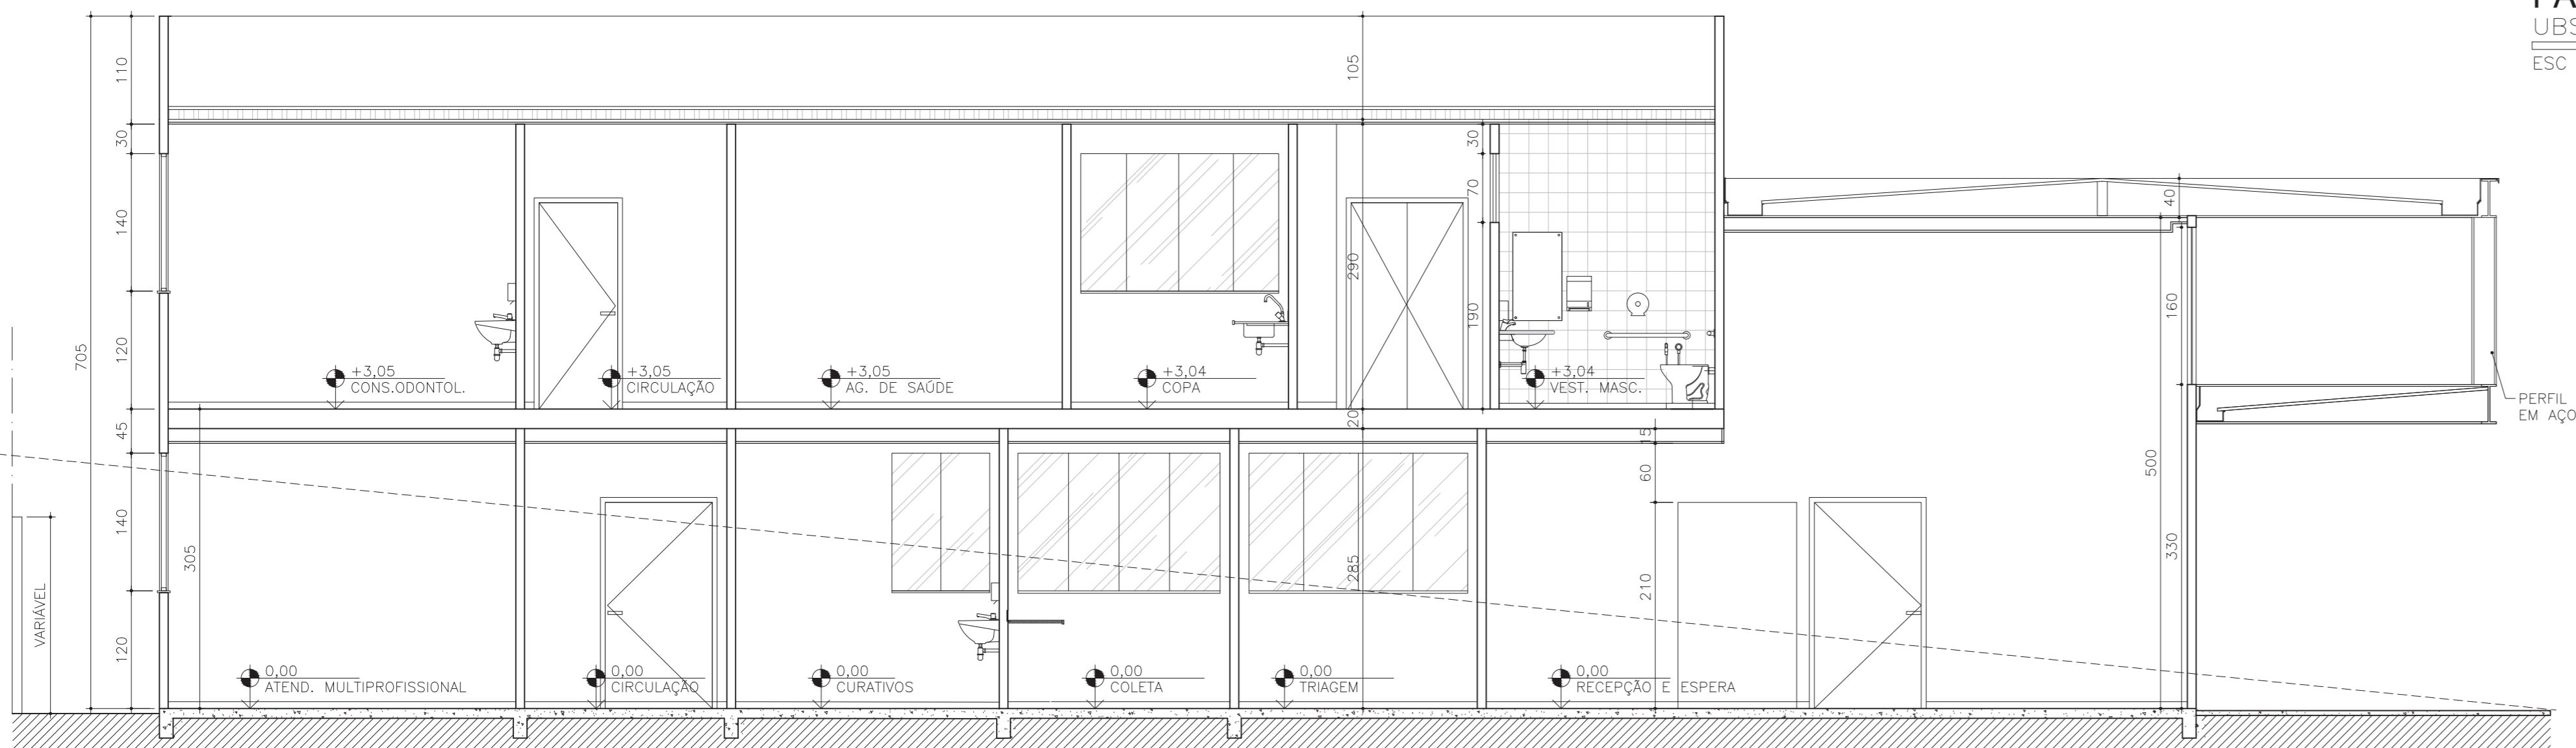 UBS
ESC
110
30
140
120
45
140
120
705
305
VARIÁVEL
105
290
20
285
30
70
190
15
60
210
40
160
500
330
+3,05
CONS.ODONTOL.
+3,05
CIRCULAÇÃO
+3,05
AG. DE SAÚDE
+3,04
COPA
+3,04
VEST. MASC.
PERFIL
EM AÇO
0,00
ATEND. MULTIPROFISSIONAL
0,00
CIRCULAÇÃO
0,00
CURATIVOS
0,00
COLETA
0,00
TRIAGEM
0,00
RECEPÇÃO E ESPERA